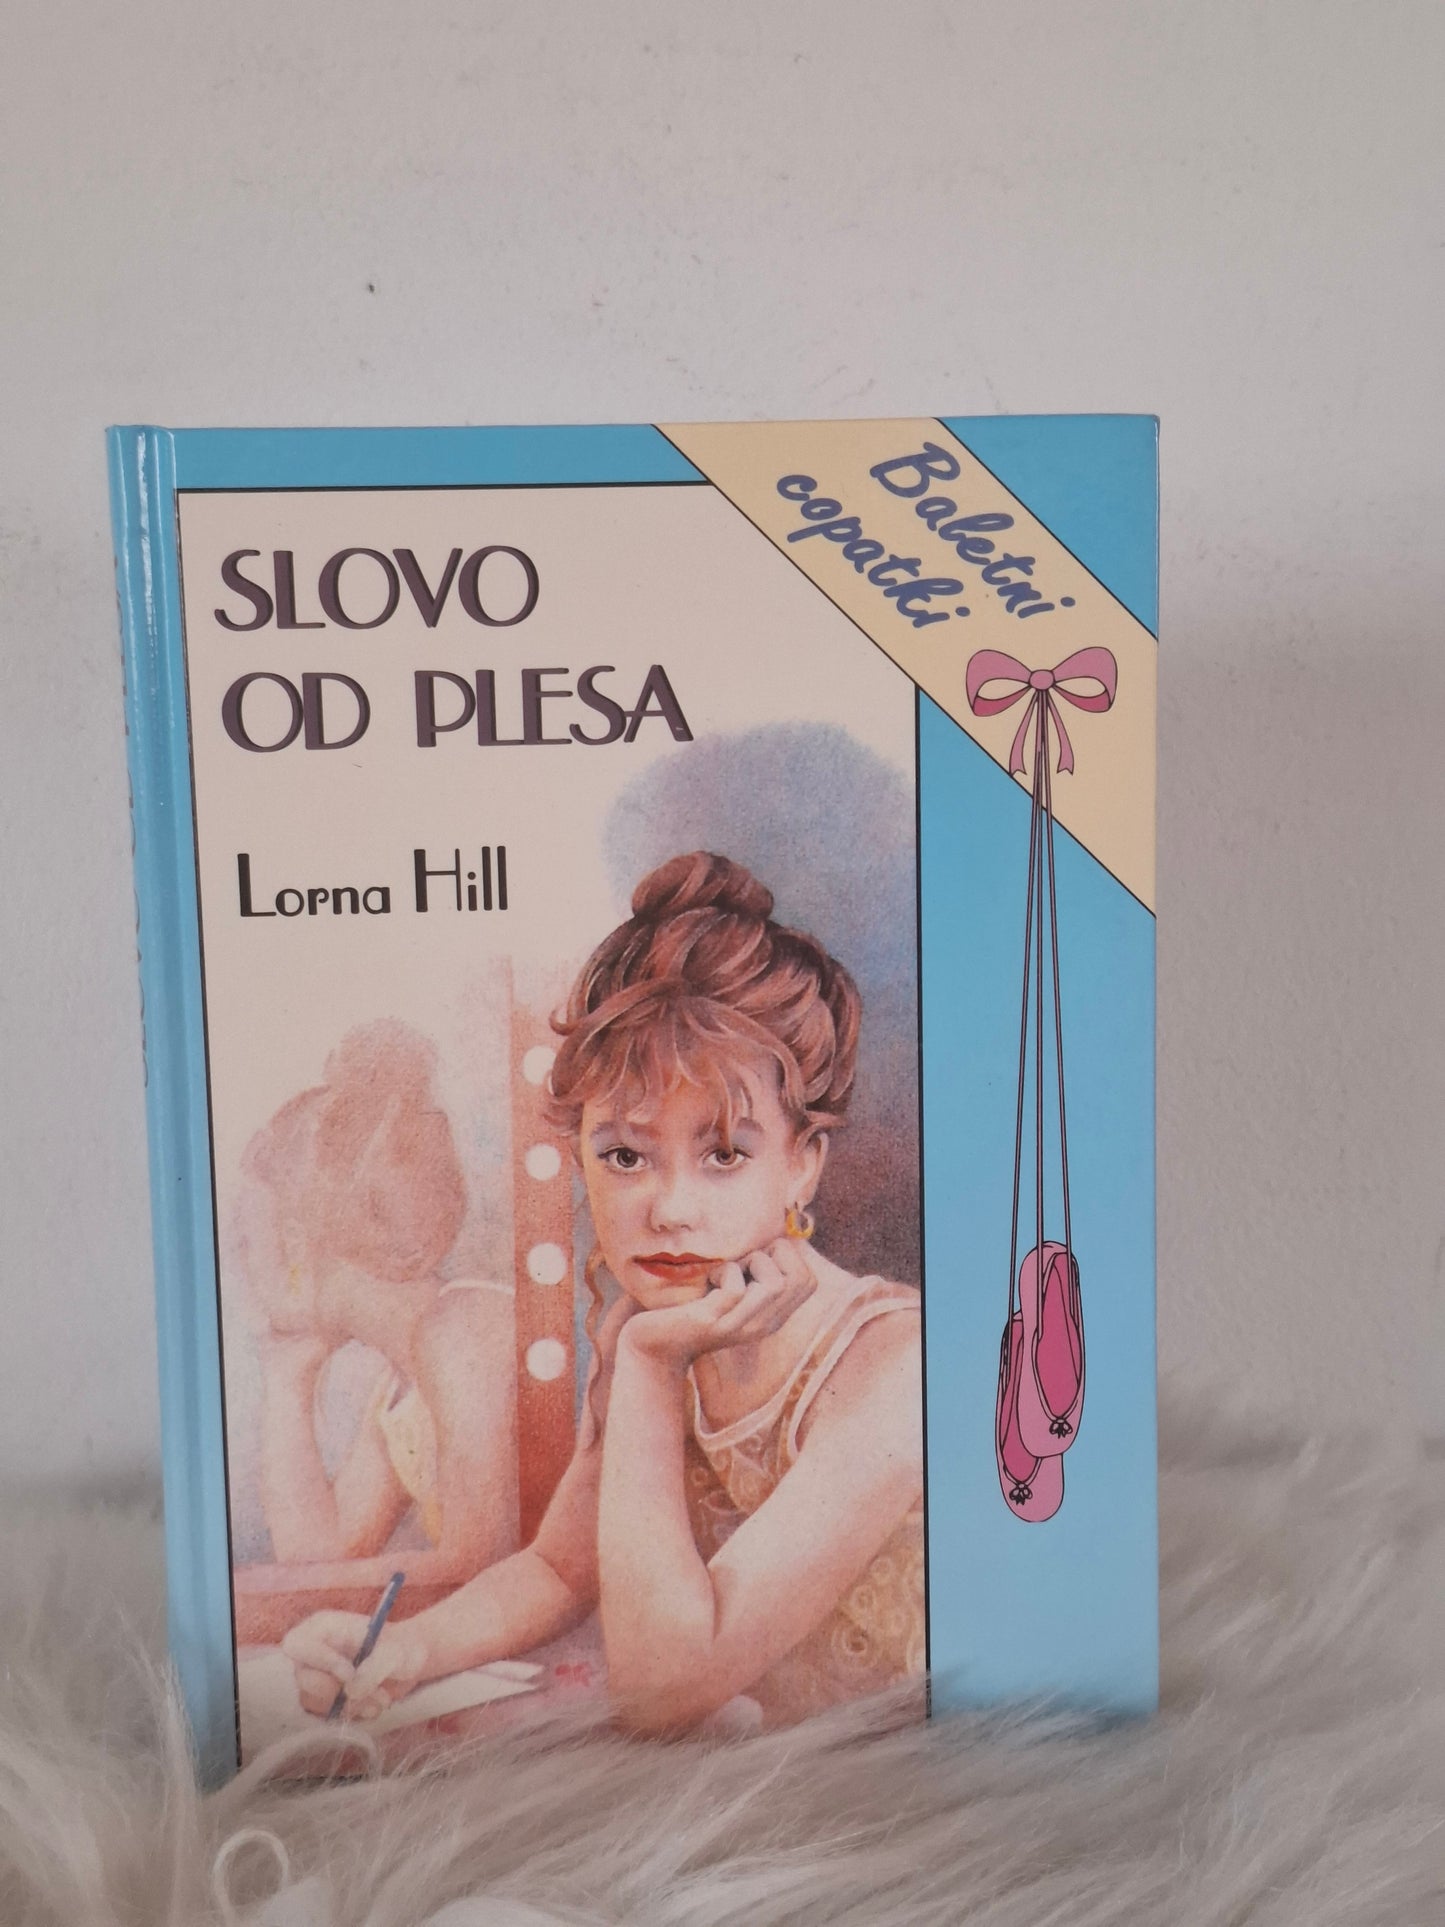 SLOVO
OD PLESA
Lorna Hill
Baletni
copatki